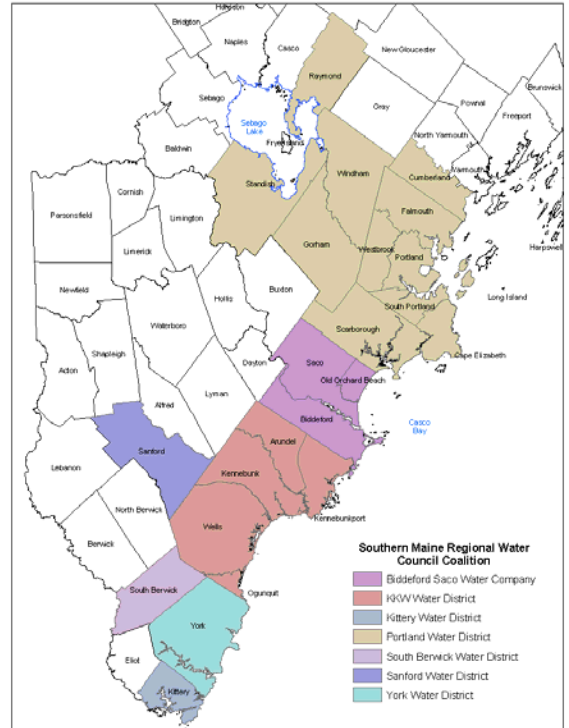 Harrison
Bridgton
Naples
Casco
New Gloucester
Raymond
Brunswick
Sebago
Gray
Pownal
Freeport
Sebago
Lake
North Yarmouth
Frye Island
Yarmouth
Baldwin
Windham
Cumberland
Standish
Cornish
Falmouth
Parsonsfield
Limington
Gorham
Westbrook
Portland
Harpswell
Limerick
Long Island
Newfield
Hollis
Buxton
South Portland
Waterboro
Scarborough
Cape Elizabeth
Shapleigh
Dayton
Saco
Acton
Old Orchard Beach
Lyman
Alfred
Biddeford
Casco
Bay
Arundel
Sanford
Lebanon
Kennebunk
North Berwick
Kennebunkport
Wells
Berwick
Southern Maine Regional Water
Council Coalition
Biddeford Saco Water Company
KKW Water District
Kittery Water District
Portland Water District
South Berwick Water District
Sanford Water District
York Water District
South Berwick
Ogunquit
York
Eliot
Kittery